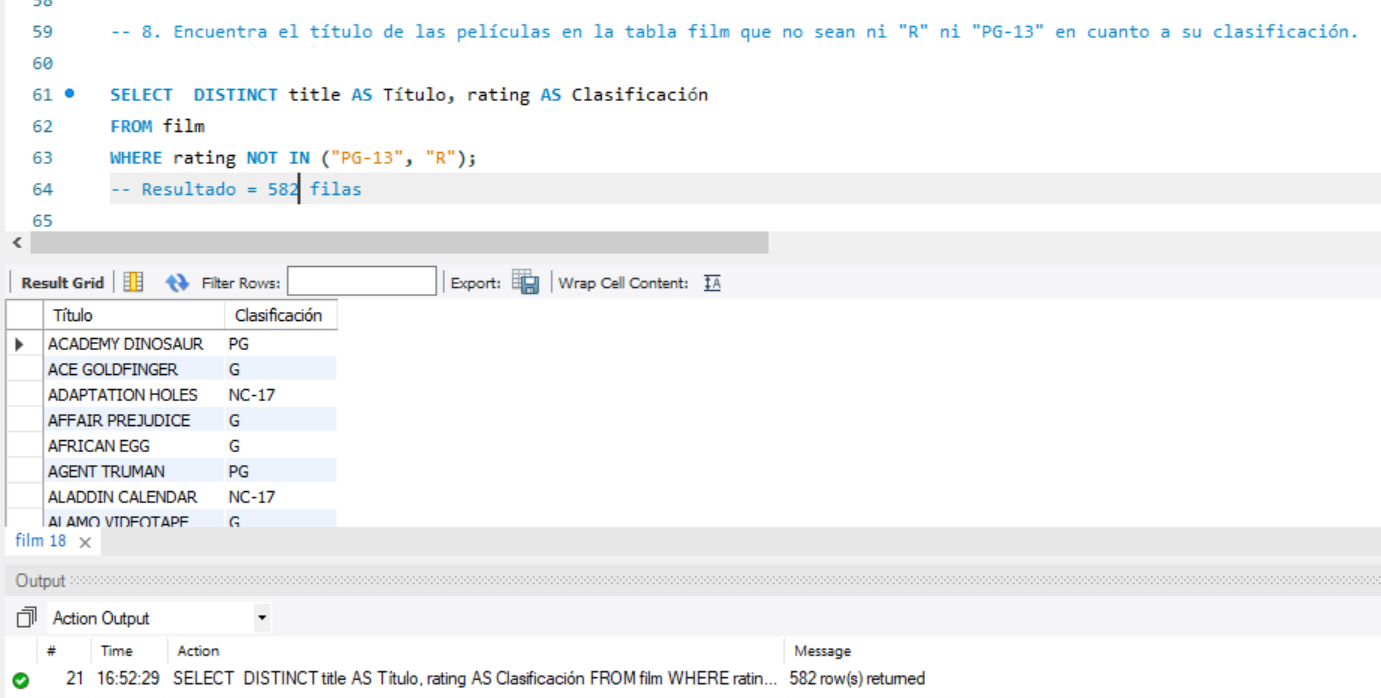 58
59 -- 8. Encuentra el título de las películas en la tabla film que no sean ni "R" ni "PG-13" en cuanto a su clasificación.
60
61 SELECT  DISTINCT title AS Título, rating AS Clasificación
62 FROM film
63 WHERE rating NOT IN ("PG-13", "R");
64 -- Resultado = 582 filas
65
Result Grid Filter Rows: Export: Wrap Cell Content:
Título Clasificación
ACADEMY DINOSAUR PG
ACE GOLDFINGER G
ADAPTATION HOLES NC-17
AFFAIR PREJUDICE G
AFRICAN EGG G
AGENT TRUMAN PG
ALADDIN CALENDAR NC-17
ALAMO VIDEOTAPE G
film 18
Output
Action Output
# Time Action Message
21 16:52:29 SELECT  DISTINCT title AS Título, rating AS Clasificación FROM film WHERE ratin... 582 row(s) returned